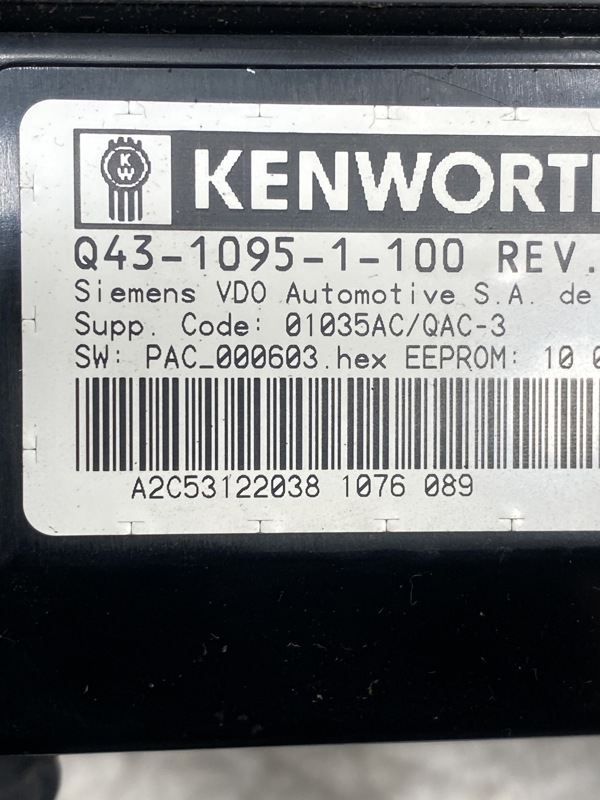 KW KENWORTH
Q43-1095-1-100 REV.
Siemens VDO Automotive S.A. de
Supp. Code: 01035AC/QAC-3
SW: PAC_000603.hex EEPROM: 10
A2C53122038 1076 089